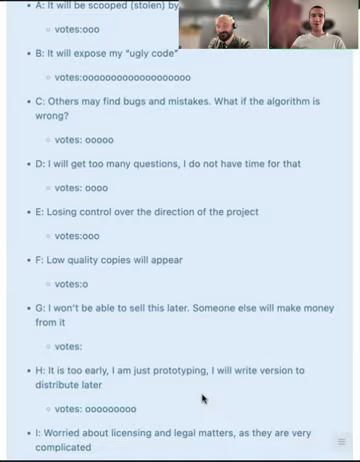 • A: It will be scooped (stolen) by
votes:ooo
• B: It will expose my "ugly code"
votes:ooooooooooooooooooo
• C: Others may find bugs and mistakes. What if the algorithm is
wrong?
votes: ooooo
• D: I will get too many questions, I do not have time for that
votes: oooo
• E: Losing control over the direction of the project
votes:ooo
• F: Low quality copies will appear
votes:o
• G: I won't be able to sell this later. Someone else will make money
from it
votes:
• H: It is too early, I am just prototyping, I will write version to
distribute later
votes: ooooooooo
• I: Worried about licensing and legal matters, as they are very
complicated